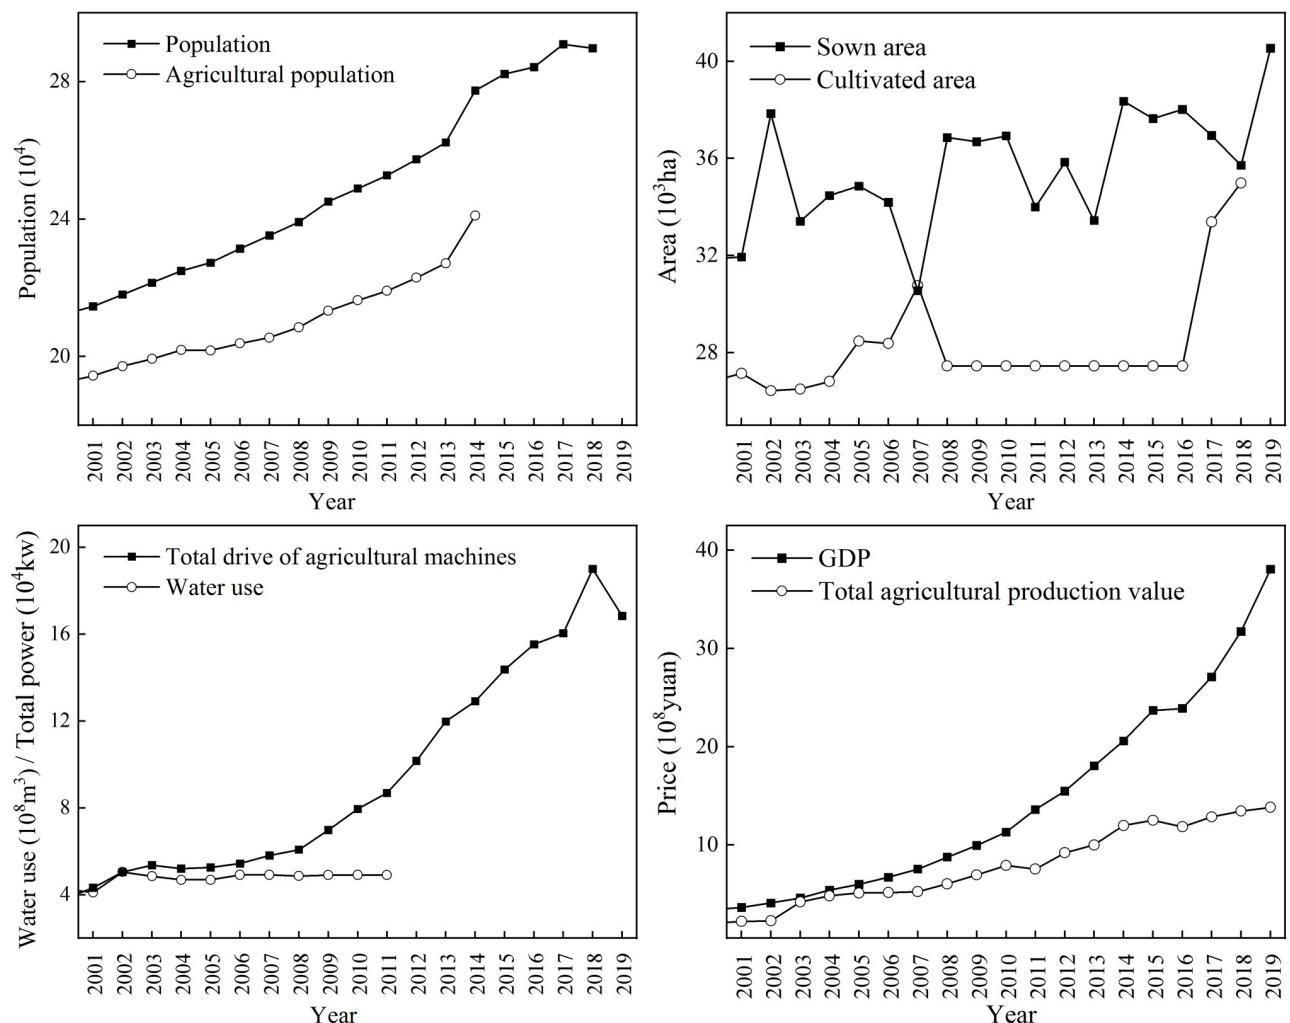 Population
Agricultural population
Population (10⁴)
28
24
20
2001 2002 2003 2004 2005 2006 2007 2008 2009 2010 2011 2012 2013 2014 2015 2016 2017 2018 2019
Year
Sown area
Cultivated area
Area (10³ha)
40
36
32
28
2001 2002 2003 2004 2005 2006 2007 2008 2009 2010 2011 2012 2013 2014 2015 2016 2017 2018 2019
Year
Total drive of agricultural machines
Water use
Water use (10⁸m³) / Total power (10⁴kw)
20
16
12
8
4
2001 2002 2003 2004 2005 2006 2007 2008 2009 2010 2011 2012 2013 2014 2015 2016 2017 2018 2019
Year
GDP
Total agricultural production value
Price (10⁸yuan)
40
30
20
10
2001 2002 2003 2004 2005 2006 2007 2008 2009 2010 2011 2012 2013 2014 2015 2016 2017 2018 2019
Year